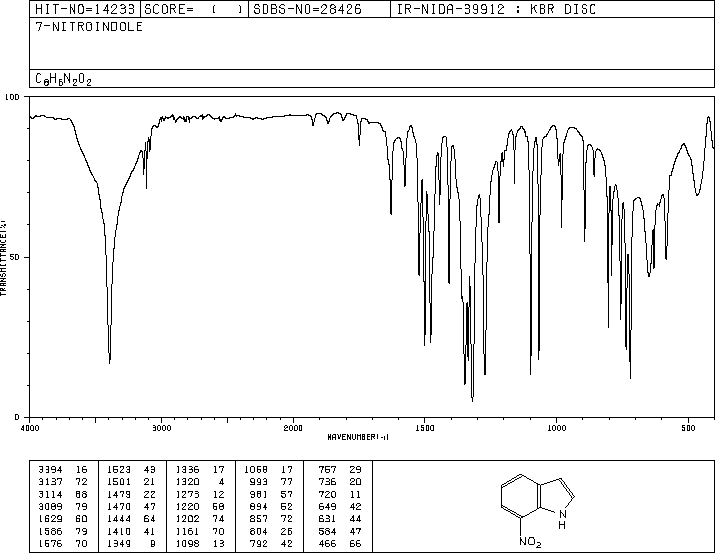 HIT-NO=14233 SCORE= ( ) SDBS-NO=28426 IR-NIDA-39912 : KBR DISC
7-NITROINDOLE
C8H6N2O2
100
50
0
TRANSMITTANCE(%)
4000 3000 2000 1500 1000 500
WAVENUMBER(-1)
3394 16 1523 43 1336 17 1068 17 757 29
3137 72 1501 21 1320 4 993 77 736 20
3114 68 1479 22 1273 12 981 57 720 11
3089 79 1470 47 1220 58 894 52 649 42
1629 60 1444 64 1202 74 857 72 631 44
1586 79 1410 41 1161 70 804 26 584 47
1576 70 1349 9 1098 13 792 42 466 66
N
H
NO2